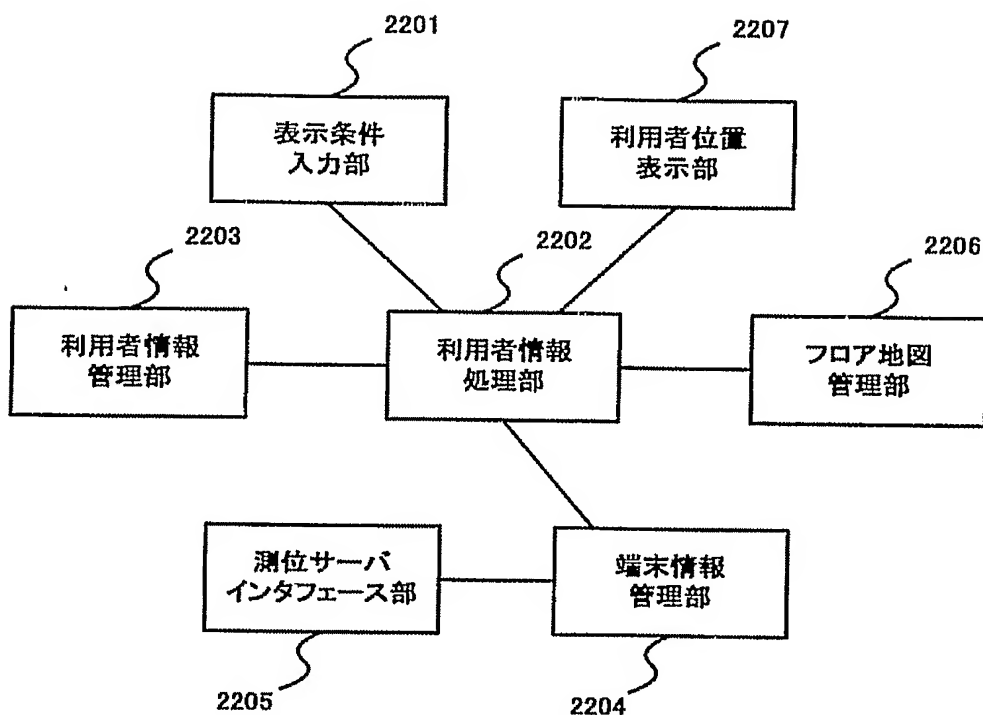 2201
2207
表示条件
入力部
利用者位置
表示部
2203
2202
2206
利用者情報
管理部
利用者情報
処理部
フロア地図
管理部
測位サーバ
インタフェース部
端末情報
管理部
2205
2204